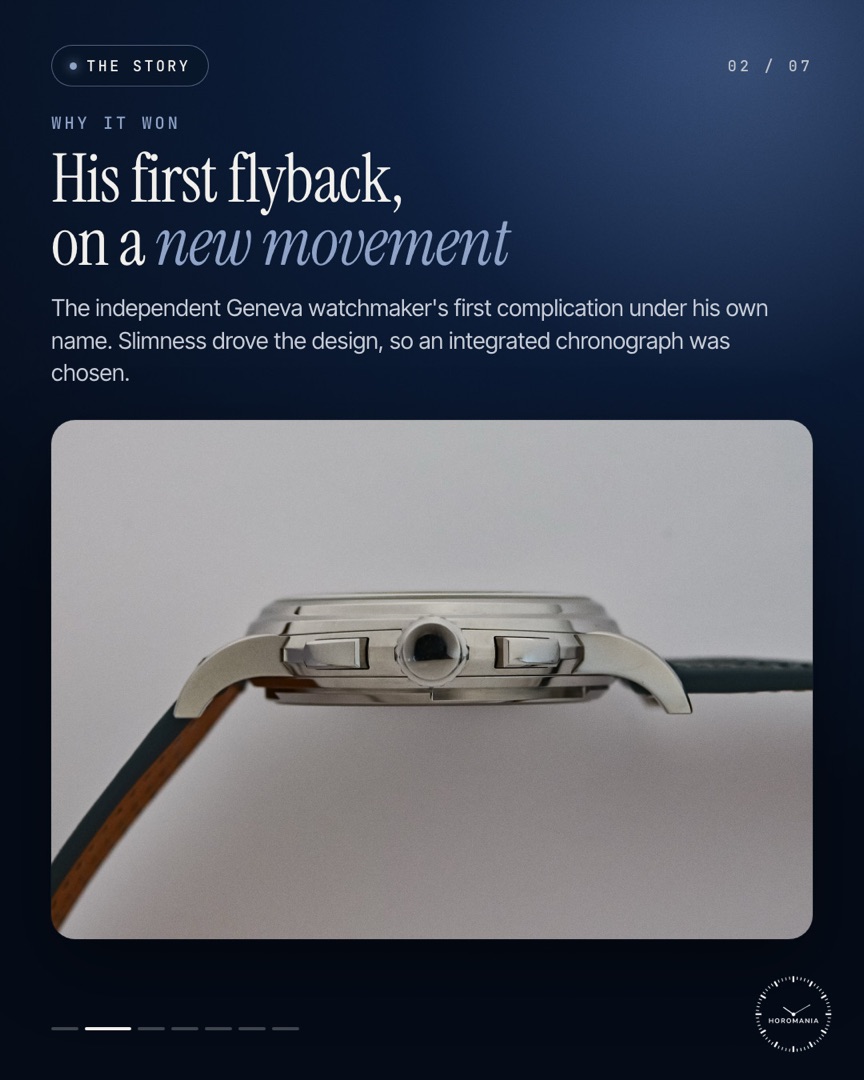 THE STORY
02 / 07
WHY IT WON
His first flyback,
on a new movement
The independent Geneva watchmaker's first complication under his own
name. Slimness drove the design, so an integrated chronograph was
chosen.
HOROMANIA